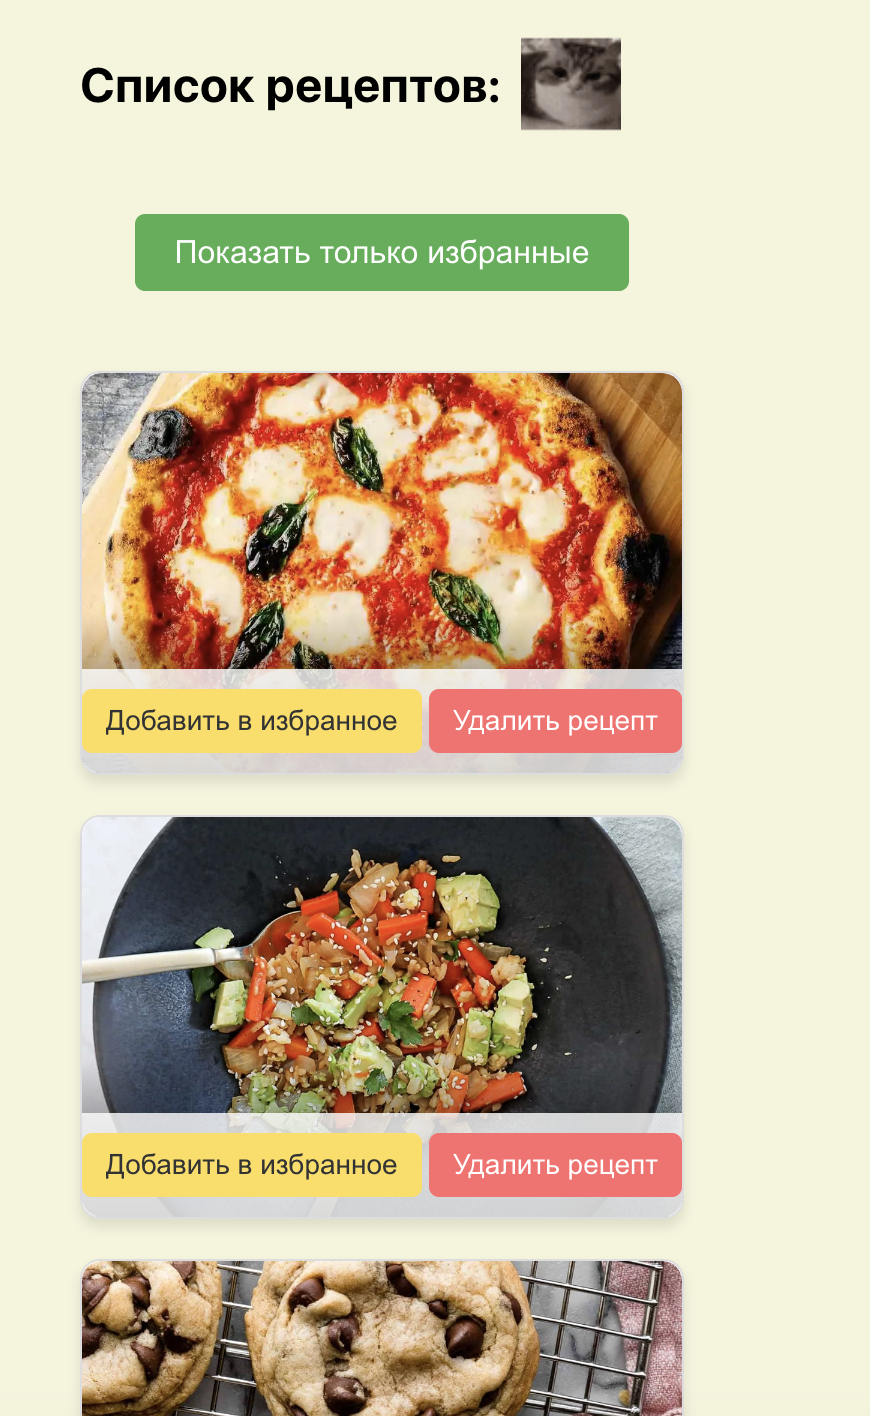 Список рецептов:
Показать только избранные
Добавить в избранное Удалить рецепт
Добавить в избранное Удалить рецепт